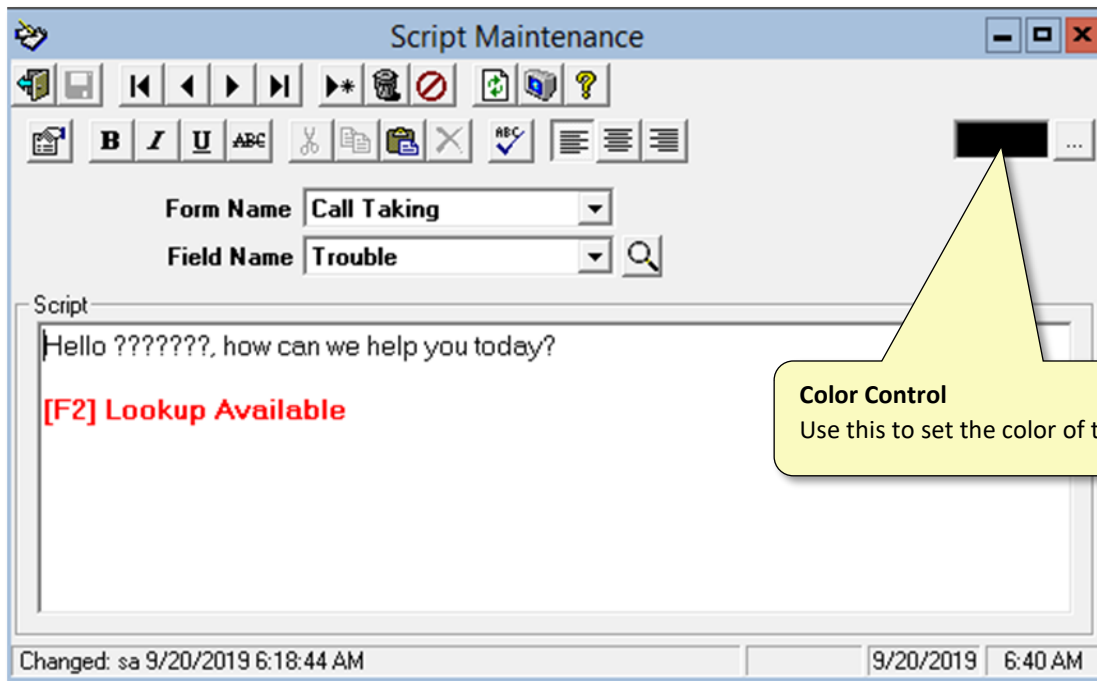 Script Maintenance
B I U ABC ABC
...
Form Name Call Taking
Field Name Trouble
Script
Hello ???????, how can we help you today?
[F2] Lookup Available
Color Control
Use this to set the color of
Changed: sa 9/20/2019 6:18:44 AM 9/20/2019 6:40 AM